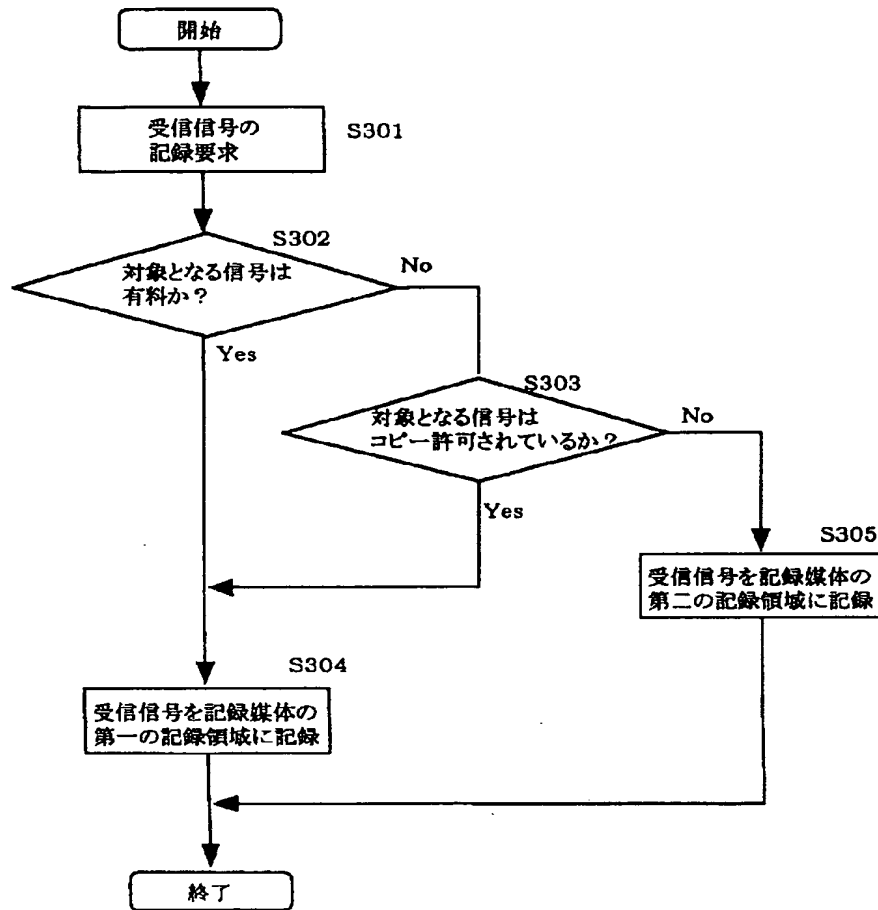 開始
受信信号の
記録要求
S301
S302
対象となる信号は
有料か？
No
Yes
S303
対象となる信号は
コピー許可されているか？
No
Yes
S305
受信信号を記録媒体の
第二の記録領域に記録
S304
受信信号を記録媒体の
第一の記録領域に記録
終了